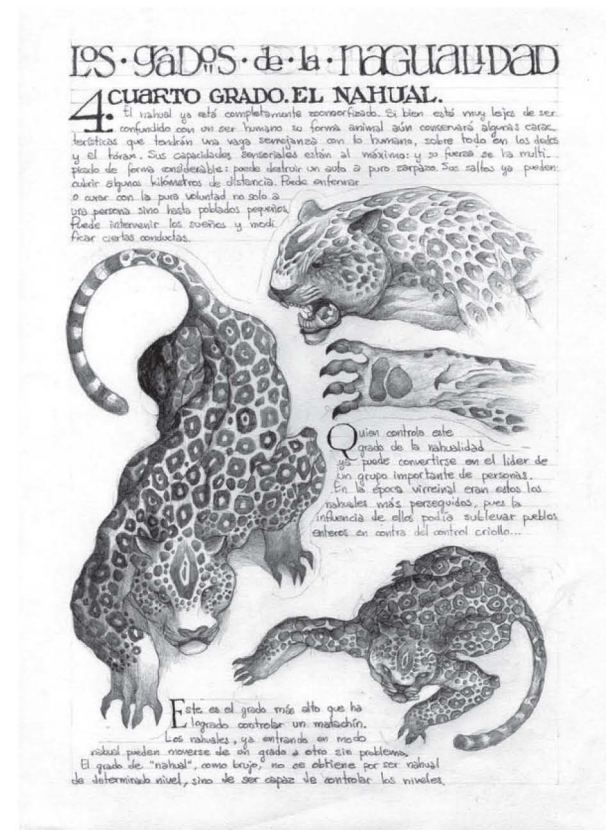 LOS·GRADOS·de·la·NAGUALIDAD
4: CUARTO GRADO. EL NAHUAL.
El nahual ya está completamente zoomorfizado. Si bien está muy lejos de ser
confundido con un ser humano su forma animal aún conservará algunas carac
terísticas que tendrán una vaga semejanza con lo humano, sobre todo en los dedos
y el tórax. Sus capacidades sensoriales están al máximo; y su fuerza se ha multi
plicado de forma considerable: puede destruir un auto a puro zarpazo. Sus saltos ya pueden
cubrir algunos kilómetros de distancia. Puede enfermar
o curar con la pura voluntad no solo a
una persona sino hasta poblados pequeños.
Puede intervenir los sueños y modi
ficar ciertas conductas.
Quien controla este
grado de la nahualidad
ya puede convertirse en el líder de
un grupo importante de personas.
En la época virreinal eran estos los
nahuales más perseguidos, pues la
influencia de ellos podía sublevar pueblos
enteros en contra del control criollo...
Este es el grado más alto que ha
logrado controlar un matachín.
Los nahuales, ya entrando en modo
nahual pueden moverse de un grado a otro sin problema.
El grado de "nahual", como brujo, no se obtiene por ser nahual
de determinado nivel, sino de ser capaz de controlar los niveles.